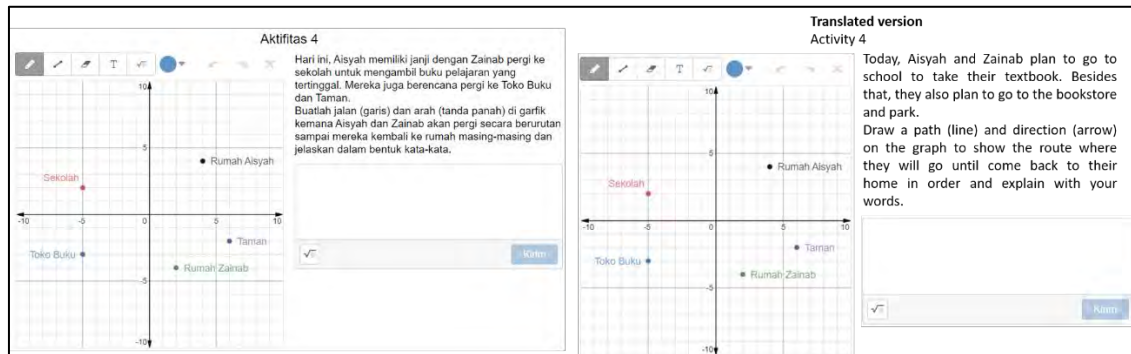 Aktifitas 4
T
√=
Hari ini, Aisyah memiliki janji dengan Zainab pergi ke
sekolah untuk mengambil buku pelajaran yang
tertinggal. Mereka juga berencana pergi ke Toko Buku
dan Taman.
Buatlah jalan (garis) dan arah (tanda panah) di garfik
kemana Aisyah dan Zainab akan pergi secara berurutan
sampai mereka kembali ke rumah masing-masing dan
jelaskan dalam bentuk kata-kata.
10
5
Rumah Aisyah
Sekolah
-10 -5 0 5 10
Taman
Toko Buku
Rumah Zainab
-5
-10
√=
Kirim
Translated version
Activity 4
T
√=
Today, Aisyah and Zainab plan to go to
school to take their textbook. Besides
that, they also plan to go to the bookstore
and park.
Draw a path (line) and direction (arrow)
on the graph to show the route where
they will go until come back to their
home in order and explain with your
words.
10
5
Rumah Aisyah
Sekolah
-10 -5 0 5 10
Taman
Toko Buku
Rumah Zainab
-5
-10
√=
Kirim